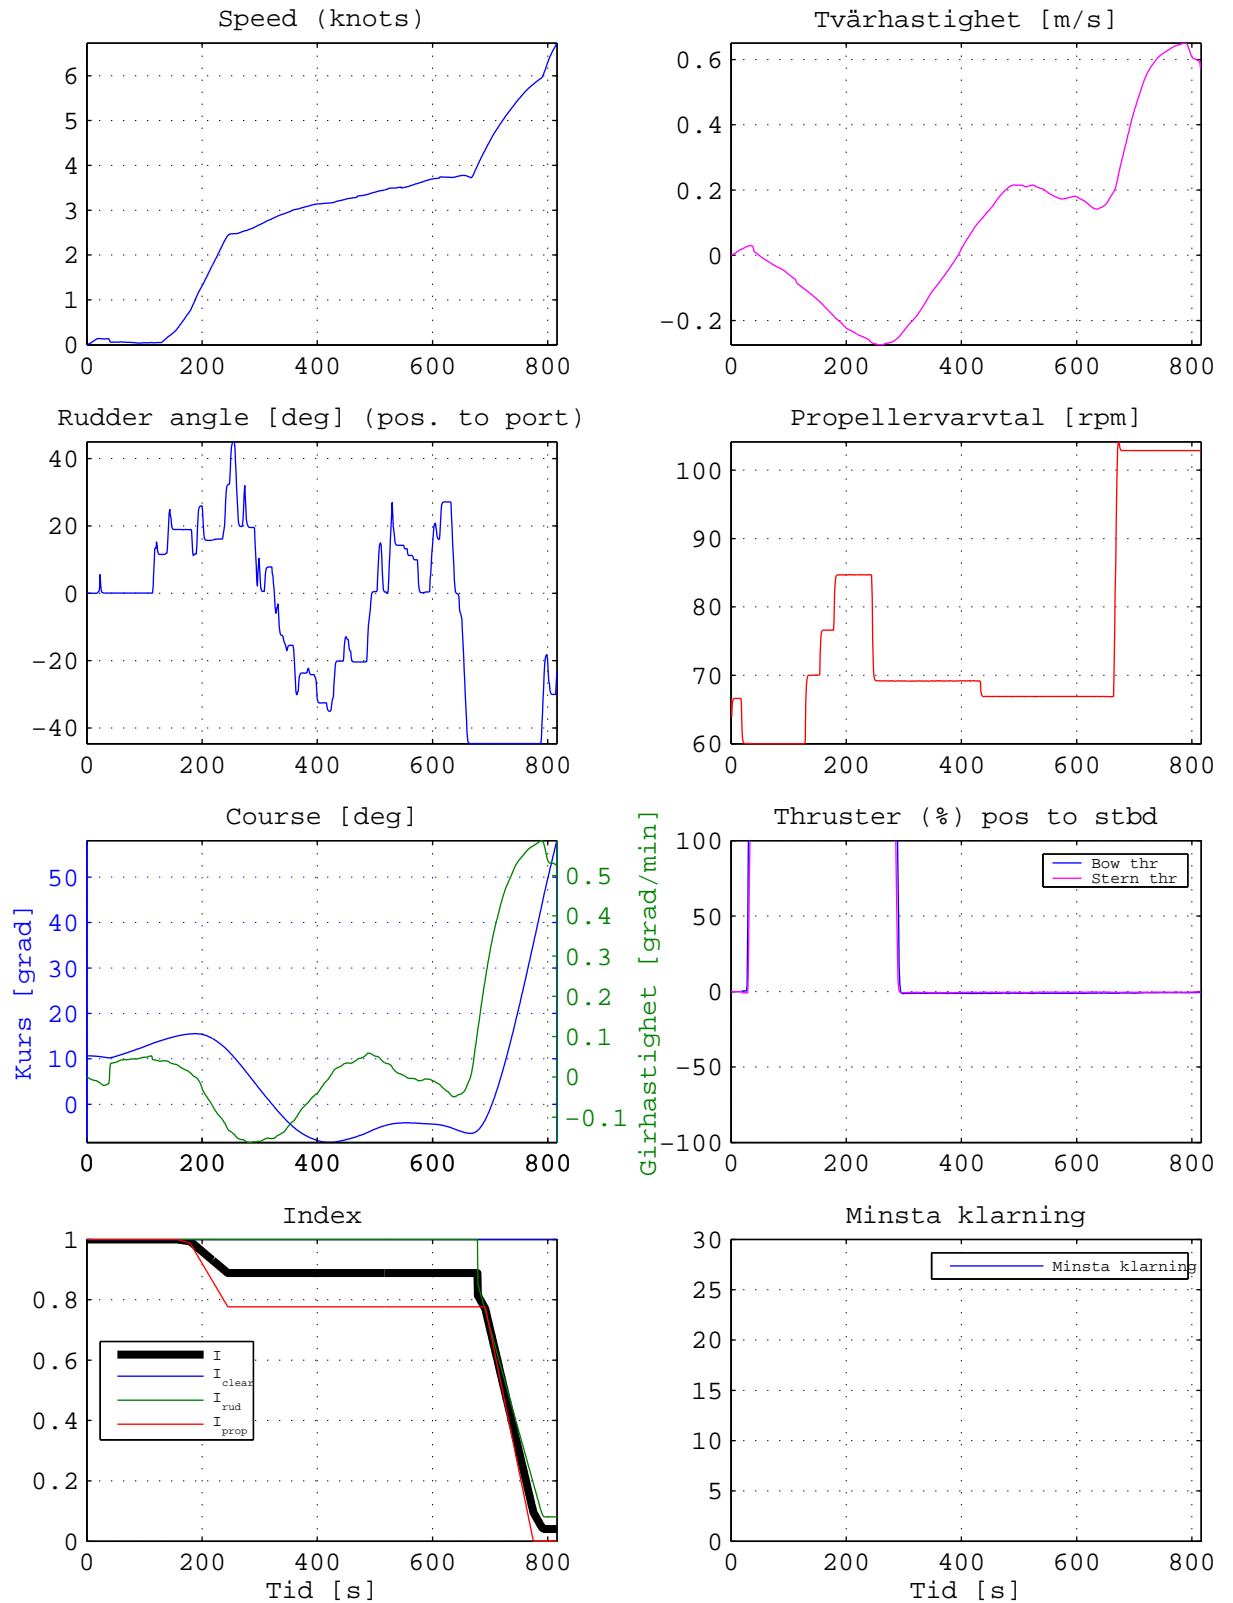 Speed (knots)
6
5
4
3
2
1
0
0 200 400 600 800
Tvärhastighet [m/s]
0.6
0.4
0.2
0
−0.2
0 200 400 600 800
Rudder angle [deg] (pos. to port)
40
20
0
−20
−40
0 200 400 600 800
Propellervarvtal [rpm]
100
90
80
70
60
0 200 400 600 800
Course [deg]
Kurs [grad]
50
40
30
20
10
0
0.5
0.4
0.3
0.2
0.1
0
−0.1
Girhastighet [grad/min]
0 200 400 600 800
Thruster (%) pos to stbd
100
50
0
−50
−100
Bow thr
Stern thr
0 200 400 600 800
Index
1
0.8
0.6
0.4
0.2
0
I
I clear
I rud
I prop
0 200 400 600 800
Tid [s]
Minsta klarning
30
25
20
15
10
5
0
Minsta klarning
0 200 400 600 800
Tid [s]